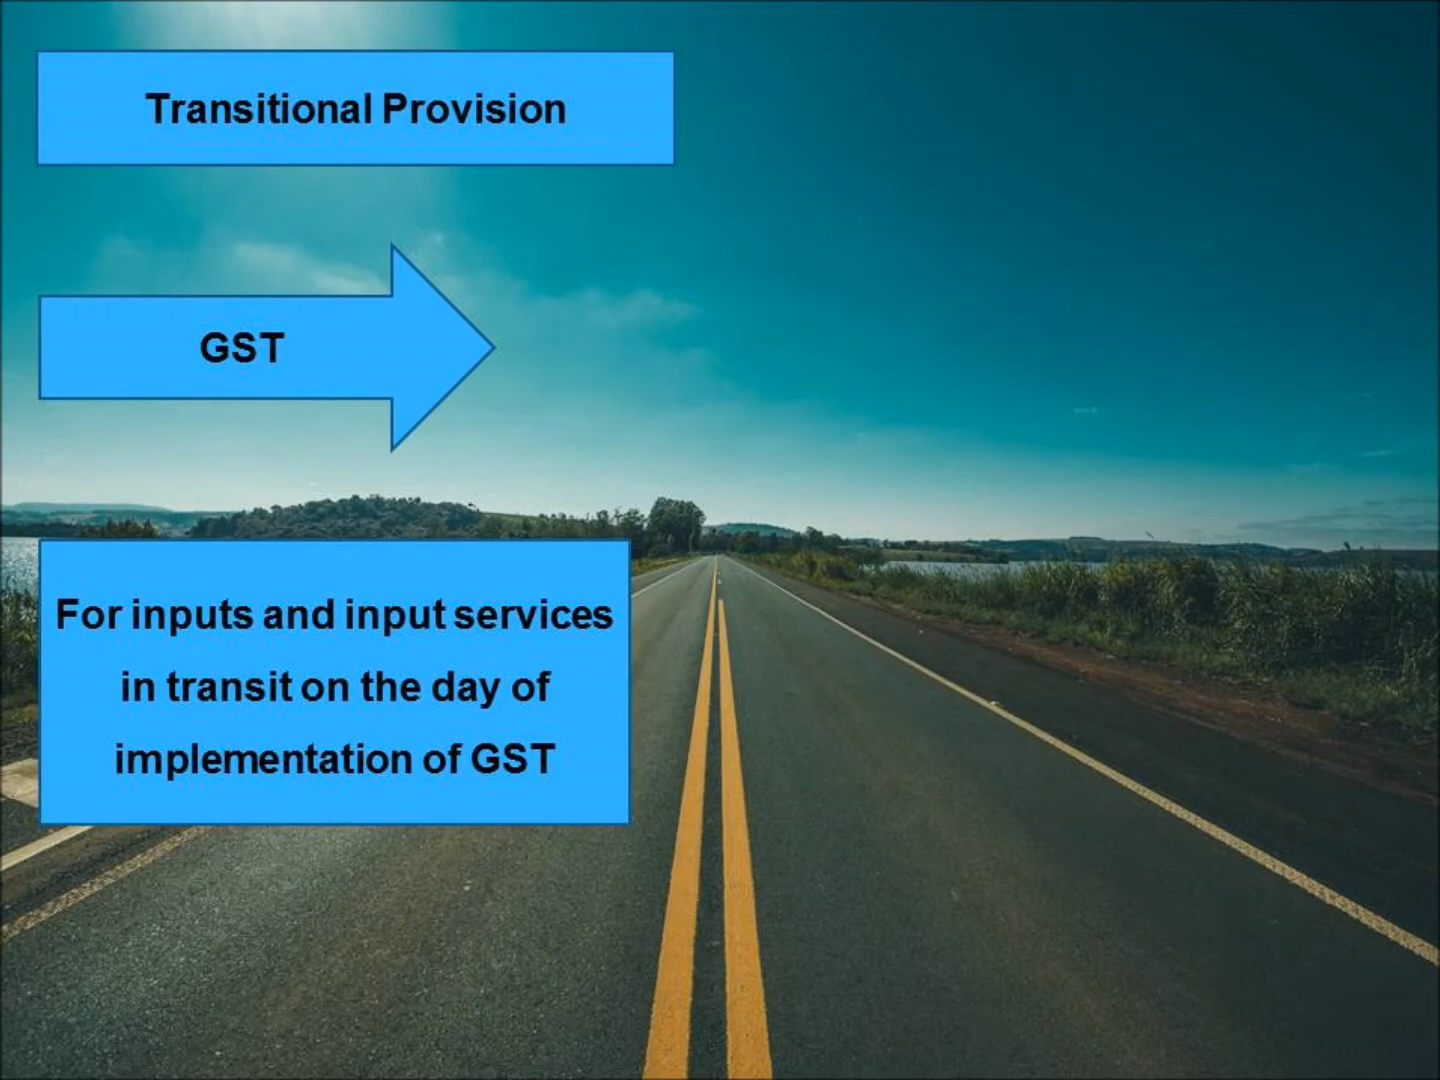 Transitional Provision
GST
For inputs and input services
in transit on the day of
implementation of GST